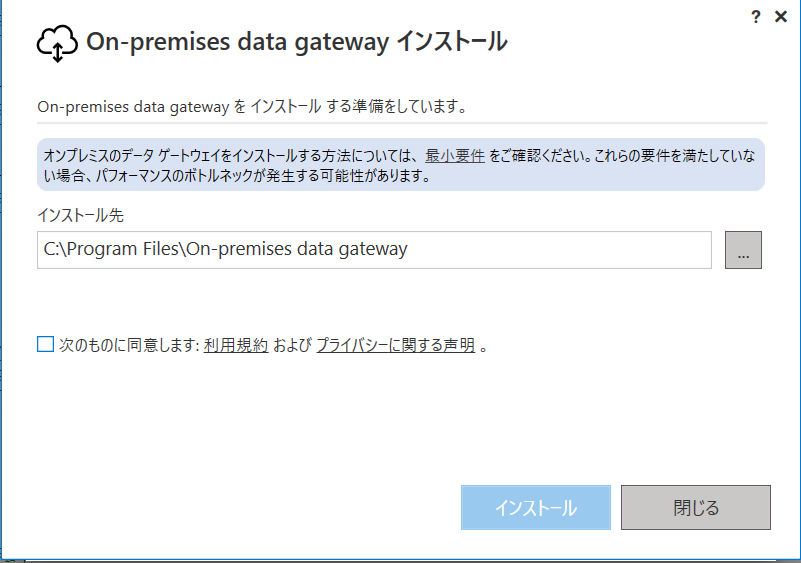 ? ×
On-premises data gateway インストール
On-premises data gateway を インストール する準備をしています。
オンプレミスのデータ ゲートウェイをインストールする方法については、 最小要件 をご確認ください。これらの要件を満たしていな
い場合、パフォーマンスのボトルネックが発生する可能性があります。
インストール先
C:\Program Files\On-premises data gateway
...
次のものに同意します: 利用規約 および プライバシーに関する声明 。
インストール 閉じる